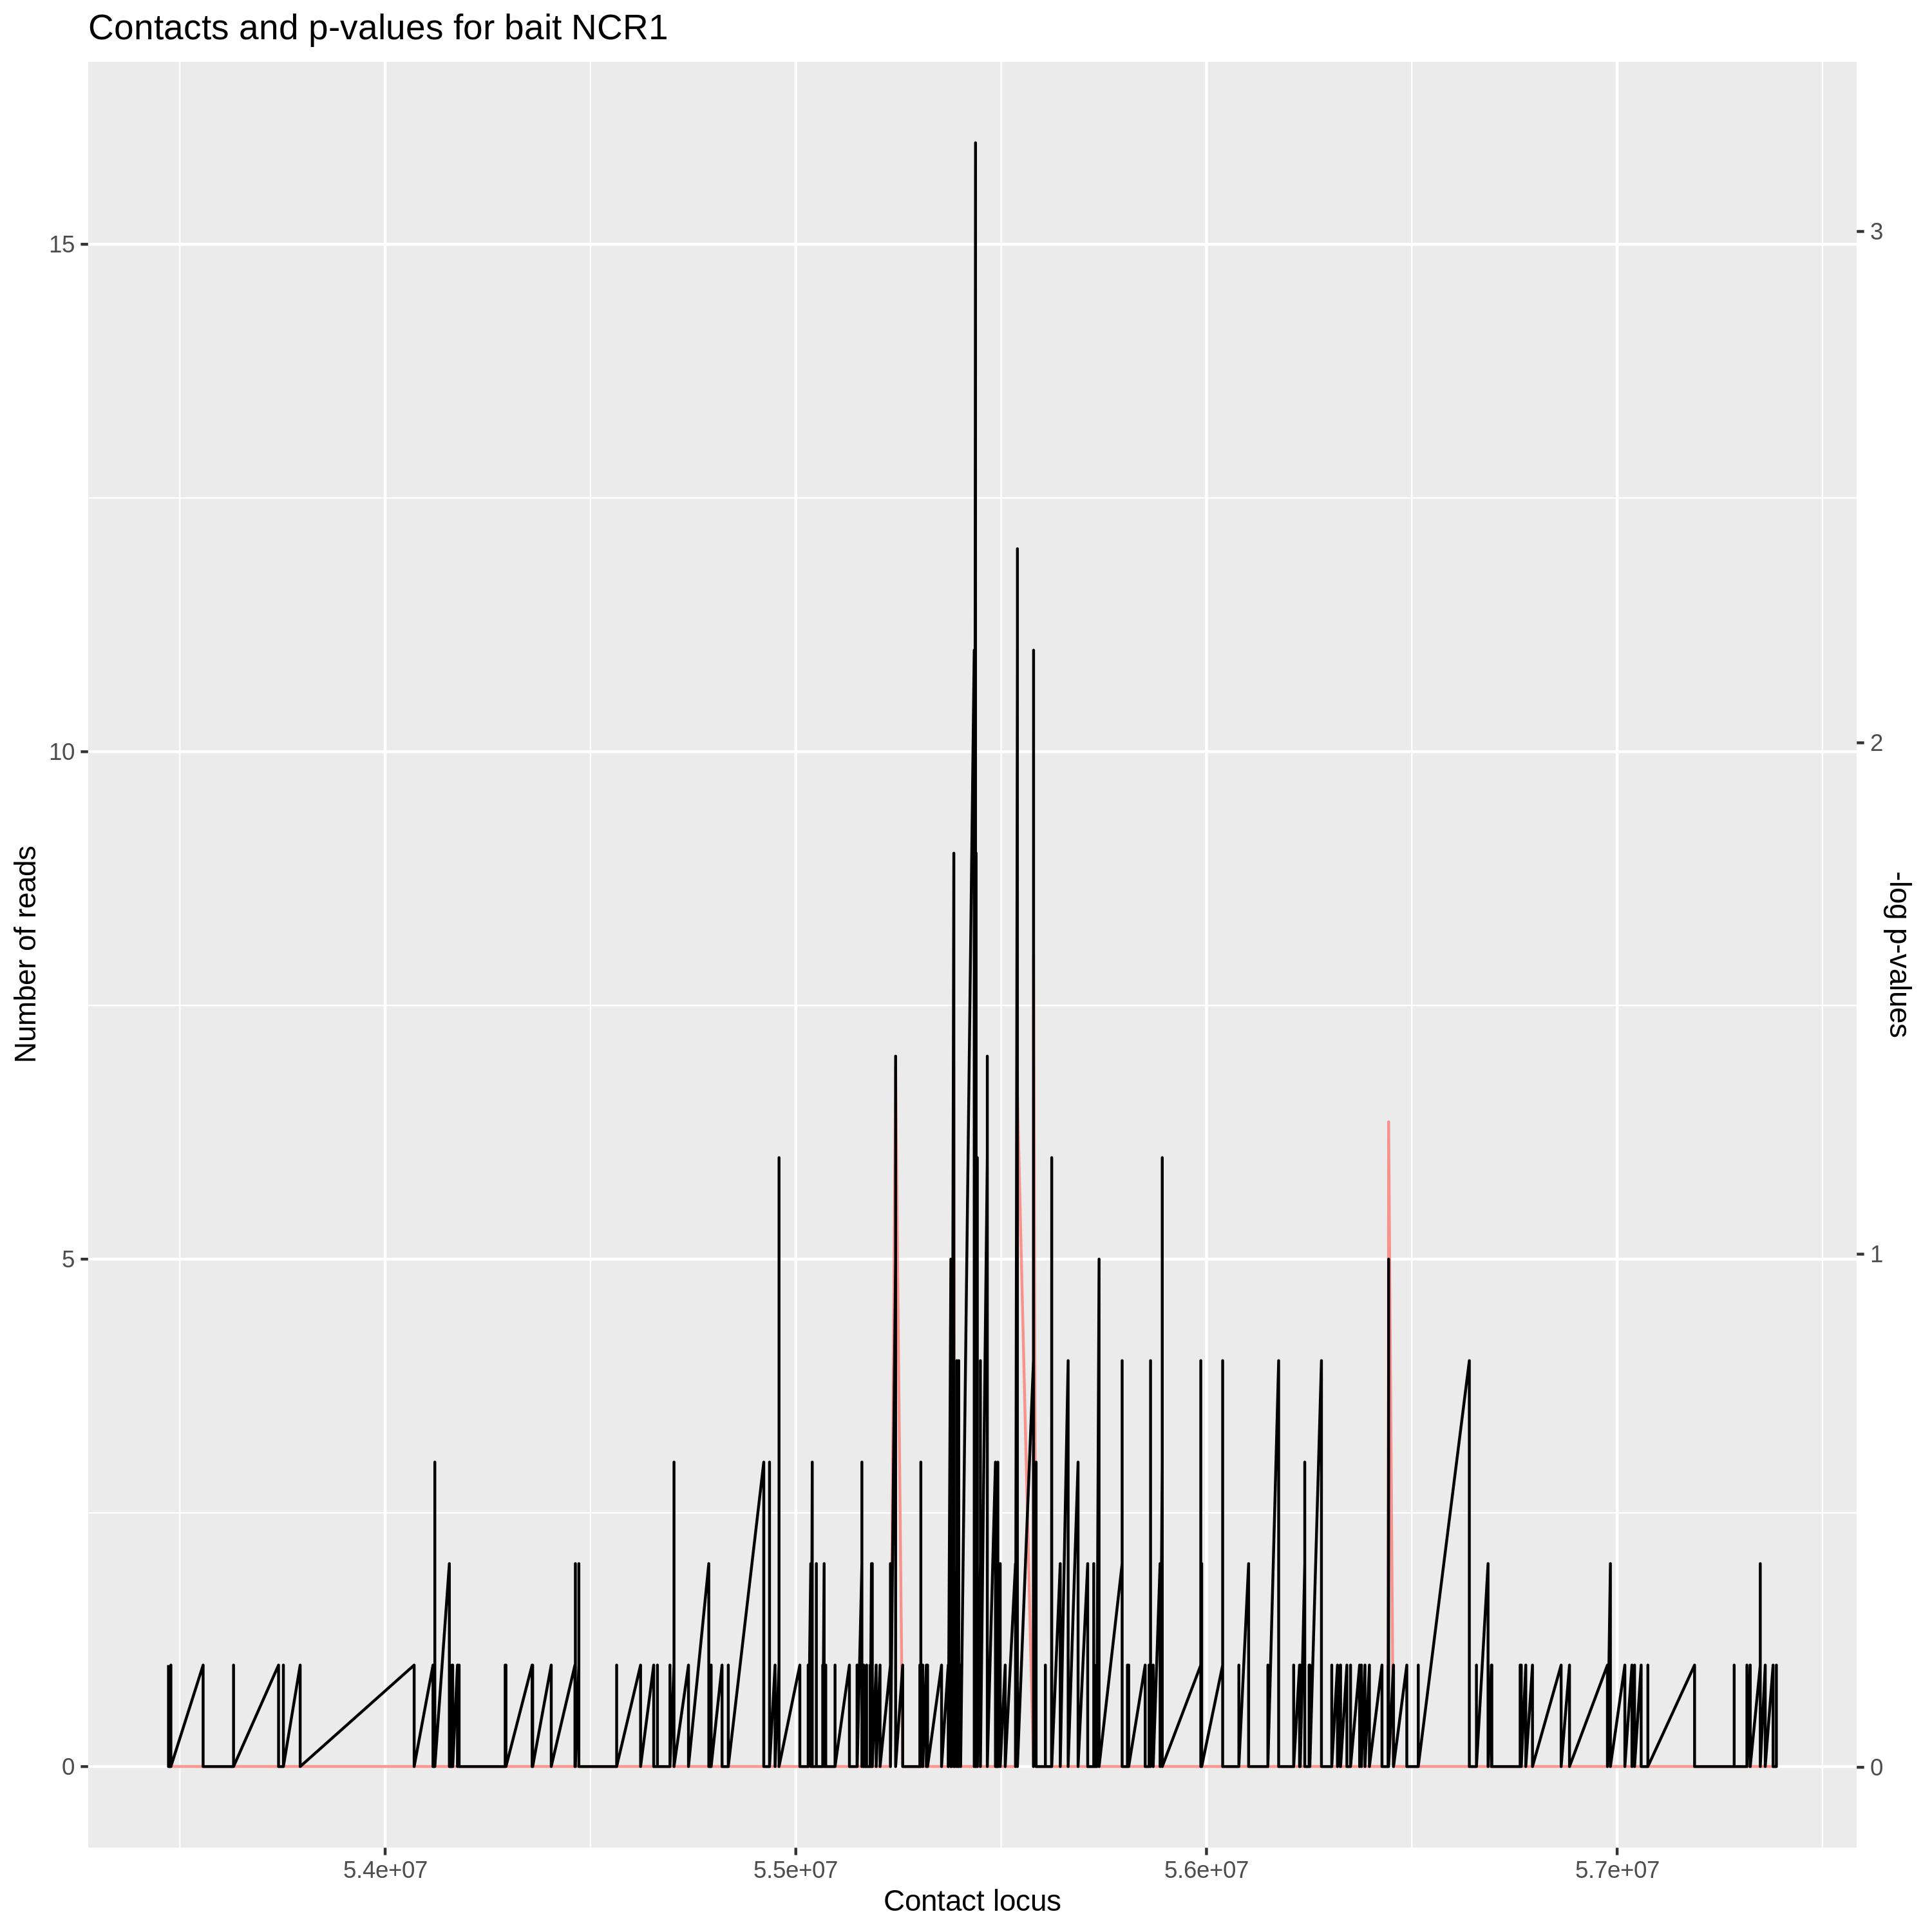 Contacts and p-values for bait NCR1
15
10
5
0
3
2
1
0
Number of reads
-log p-values
5.4e+07 5.5e+07 5.6e+07 5.7e+07
Contact locus